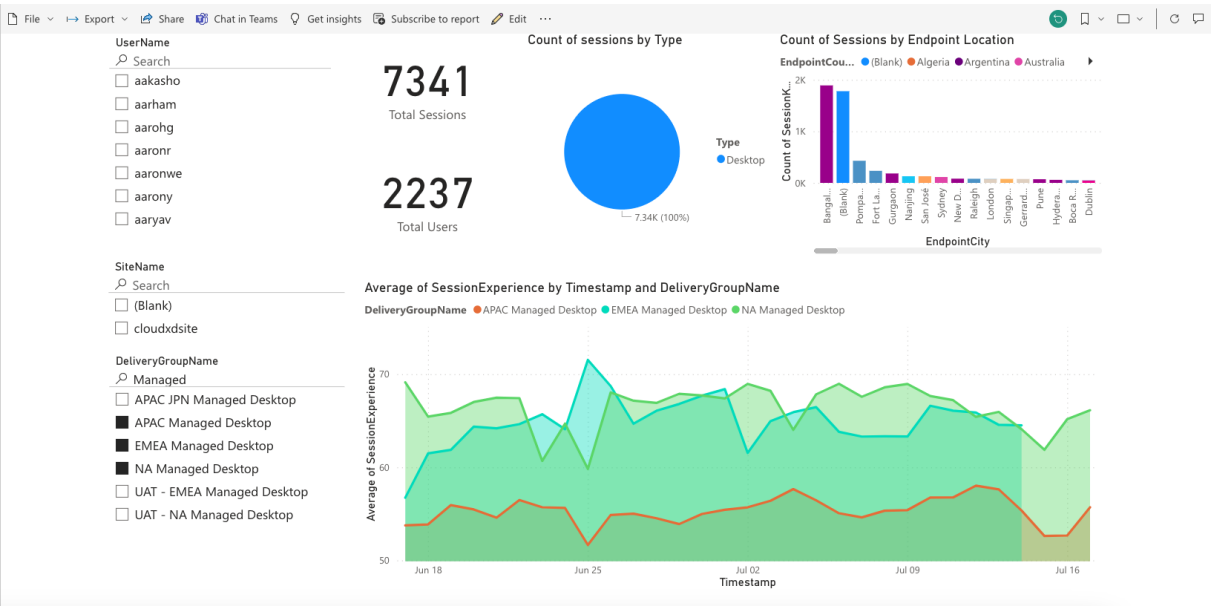 File Export Share Chat in Teams Get insights Subscribe to report Edit ...
UserName
Search
aakasho
aarham
aarohg
aaronr
aaronwe
aarony
aaryav
SiteName
Search
(Blank)
cloudxdsite
DeliveryGroupName
Managed
APAC JPN Managed Desktop
APAC Managed Desktop
EMEA Managed Desktop
NA Managed Desktop
UAT - EMEA Managed Desktop
UAT - NA Managed Desktop
7341
Total Sessions
2237
Total Users
Count of sessions by Type
Type
Desktop
7.34K (100%)
Count of Sessions by Endpoint Location
EndpointCou... (Blank) Algeria Argentina Australia
Count of SessionK...
2K
1K
0K
Bangal...
(Blank)
Pompa...
Fort La...
Gurgaon
Nanjing
San José
Sydney
New D...
Raleigh
London
Singap...
Gerrard...
Pune
Hydera...
Boca R...
Dublin
EndpointCity
Average of SessionExperience by Timestamp and DeliveryGroupName
DeliveryGroupName APAC Managed Desktop EMEA Managed Desktop NA Managed Desktop
Average of SessionExperience
70
60
50
Jun 18 Jun 25 Jul 02 Jul 09 Jul 16
Timestamp